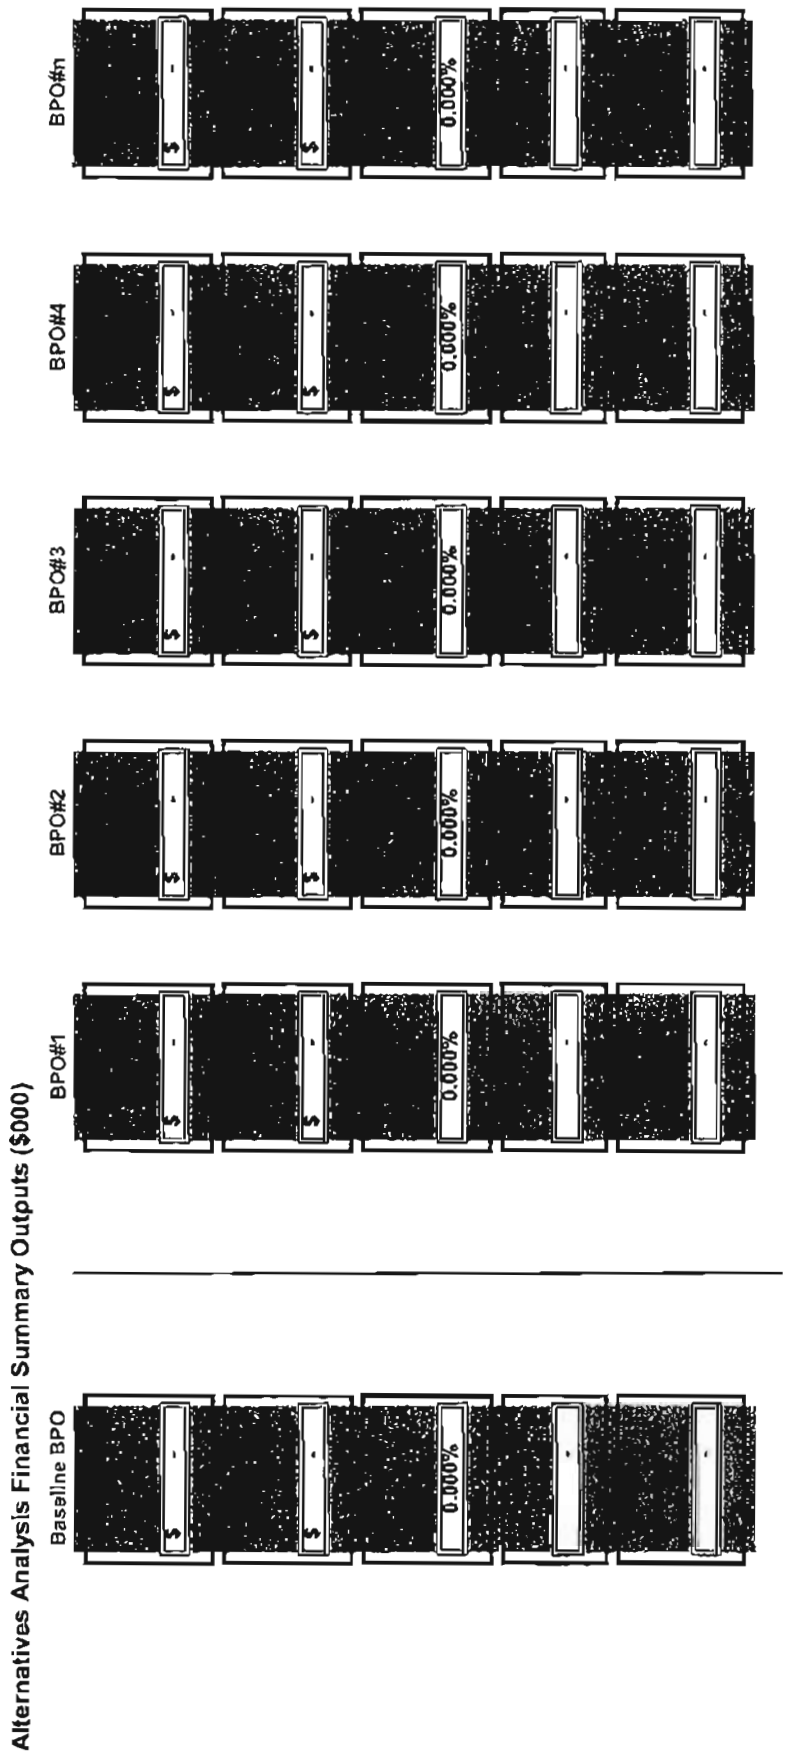 Alternatives Analysis Financial Summary Outputs ($000)
Baseline BPO BPO#1 BPO#2 BPO#3 BPO#4 BPO#n
$ - $ - $ - $ - $ - $ -
$ - $ - $ - $ - $ - $ -
0.000% 0.000% 0.000% 0.000% 0.000% 0.000%
- - - - - -
- - - - - -